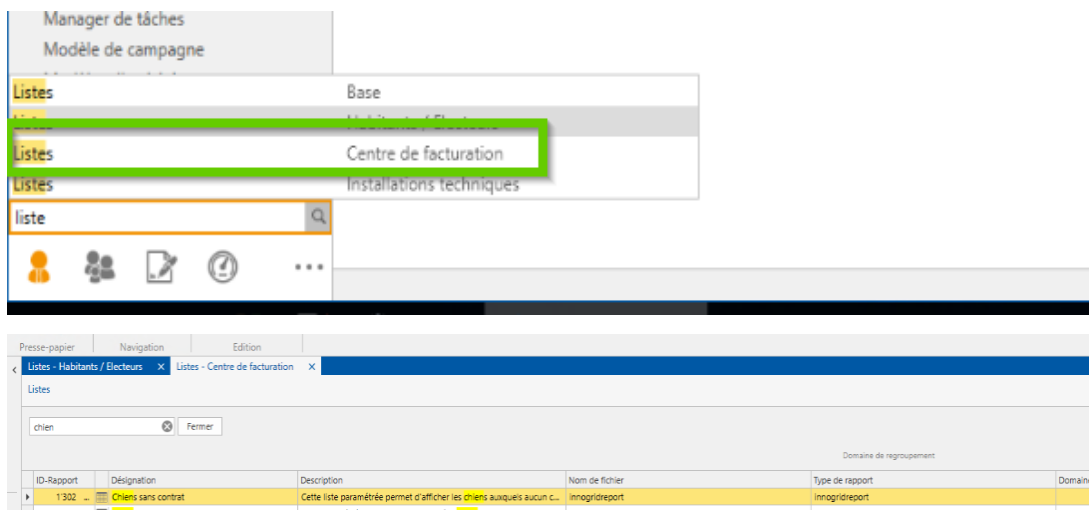 Manager de tâches
Modèle de campagne
Listes Base
Listes Centre de facturation
Listes Installations techniques
liste
Presse-papier Navigation Edition
Listes - Habitants / Electeurs Listes - Centre de facturation
Listes
chien Fermer
Domaine de regroupement
ID-Rapport Désignation Description Nom de fichier Type de rapport Domaine
1'302 ... Chiens sans contrat Cette liste paramétrée permet d'afficher les chiens auxquels aucun c... innogridreport innogridreport